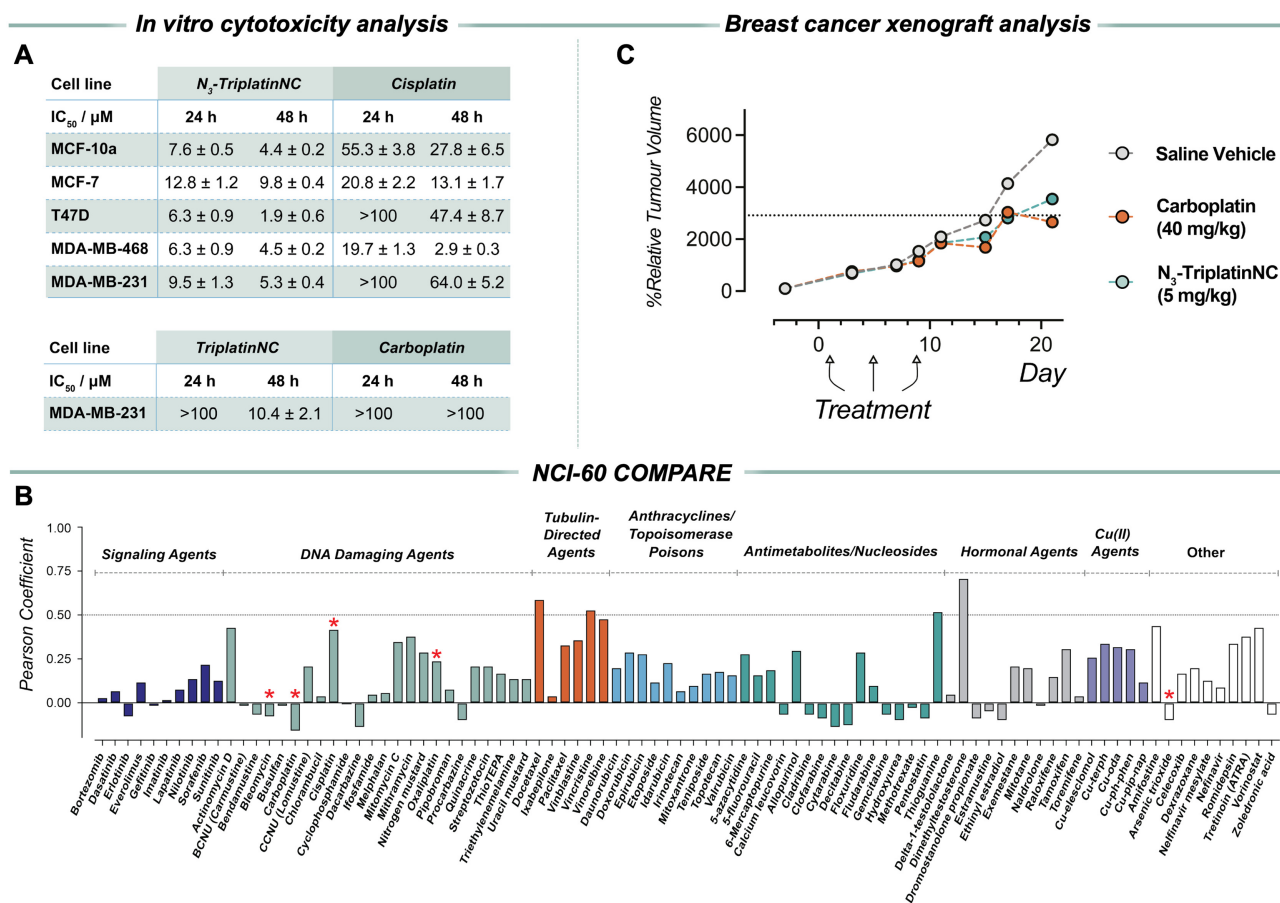 In vitro cytotoxicity analysis
Breast cancer xenograft analysis
A
Cell line N3-TriplatinNC Cisplatin
IC50 / µM 24 h 48 h 24 h 48 h
MCF-10a 7.6 ± 0.5 4.4 ± 0.2 55.3 ± 3.8 27.8 ± 6.5
MCF-7 12.8 ± 1.2 9.8 ± 0.4 20.8 ± 2.2 13.1 ± 1.7
T47D 6.3 ± 0.9 1.9 ± 0.6 >100 47.4 ± 8.7
MDA-MB-468 6.3 ± 0.9 4.5 ± 0.2 19.7 ± 1.3 2.9 ± 0.3
MDA-MB-231 9.5 ± 1.3 5.3 ± 0.4 >100 64.0 ± 5.2
Cell line TriplatinNC Carboplatin
IC50 / µM 24 h 48 h 24 h 48 h
MDA-MB-231 >100 10.4 ± 2.1 >100 >100
C
%Relative Tumour Volume
6000
4000
2000
0
0 10 20
Day
Treatment
Saline Vehicle
Carboplatin
(40 mg/kg)
N3-TriplatinNC
(5 mg/kg)
NCI-60 COMPARE
B
Pearson Coefficient
1.00
0.75
0.50
0.25
0.00
Signaling Agents
DNA Damaging Agents
Tubulin-
Directed
Agents
Anthracyclines/
Topoisomerase
Poisons
Antimetabolites/Nucleosides
Hormonal Agents
Cu(II)
Agents
Other
*
*
*
*
*
Bortezomib
Dasatinib
Erlotinib
Everolimus
Gefitinib
Imatinib
Lapatinib
Nilotinib
Sorafenib
Sunitinib
Actinomycin D
BCNU (Carmustine)
Bendamustine
Bleomycin
Busulfan
Carboplatin
CCNU (Lomustine)
Chlorambucil
Cisplatin
Cyclophosphamide
Dacarbazine
Ifosfamide
Melphalan
Mitomycin C
Mithramycin
Nitrogen mustard
Oxaliplatin
Pipobroman
Procarbazine
Quinacrine
Streptozotocin
ThioTEPA
Triethylenemelamine
Uracil mustard
Docetaxel
Ixabepilone
Paclitaxel
Vinblastine
Vincristine
Vinorelbine
Daunorubicin
Doxorubicin
Epirubicin
Etoposide
Idarubicin
Irinotecan
Mitoxantrone
Teniposide
Topotecan
Valrubicin
5-azacytidine
5-fluorouracil
6-Mercaptopurine
Calcium leucovorin
Allopurinol
Cladribine
Clofarabine
Cytarabine
Decitabine
Floxuridine
Fludarabine
Gemcitabine
Hydroxyurea
Methotrexate
Pentostatin
Thioguanine
Delta-1-testololactone
Dimethyltestosterone
Dromostanolone propionate
Estramustine
Ethinyl estradiol
Exemestane
Mitotane
Nadrolone
Raloxifene
Tamoxifen
Toremifene
Cu-elesclomol
Cu-terph
Cu-oda
Cu-phehen
Cu-phen
Cu-pliphsap
Amifostine
Arsenic troxide
Celecoxib
Dexrazoxane
Nelfinavir mesylate
Nelfinavir
Romidepsin
Tretinoin (ATRA)
Vorinostat
Zoletronic acid